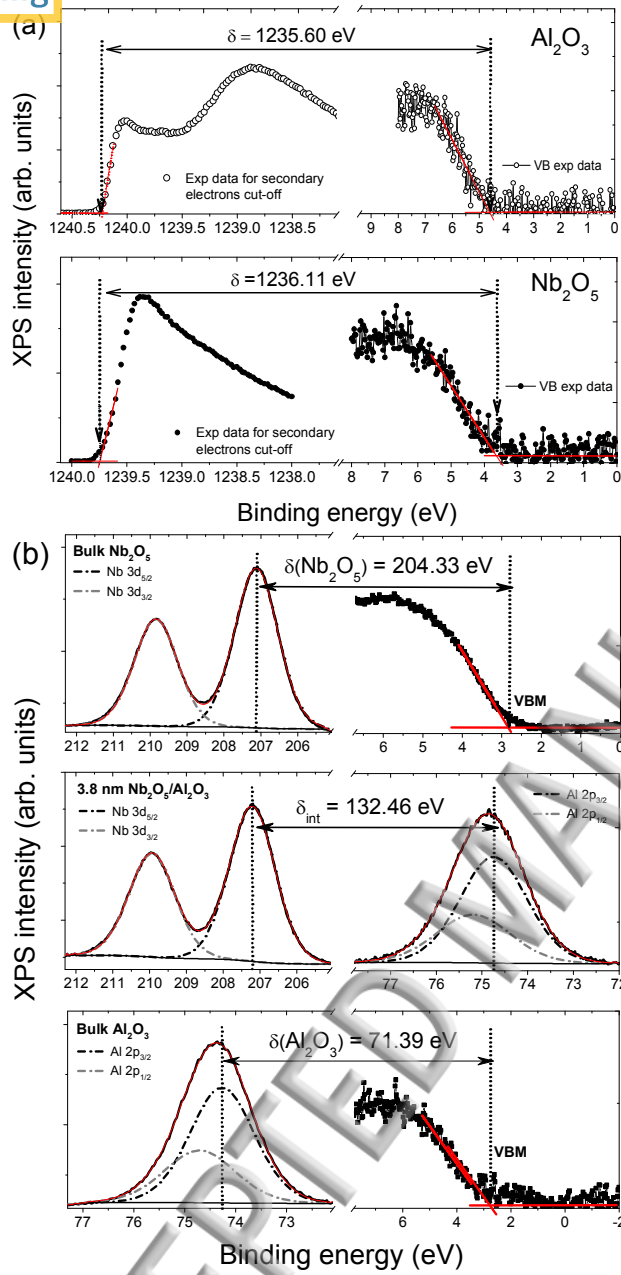 ing
(a)
δ = 1235.60 eV
Al2O3
Exp data for secondary
electrons cut-off
VB exp data
1240.5 1240.0 1239.5 1239.0 1238.5
9 8 7 6 5 4 3 2 1 0
XPS intensity (arb. units)
δ =1236.11 eV
Nb2O5
Exp data for secondary
electrons cut-off
VB exp data
1240.0 1239.5 1239.0 1238.5 1238.0
8 7 6 5 4 3 2 1 0
Binding energy (eV)
(b)
Bulk Nb2O5
Nb 3d5/2
Nb 3d3/2
δ(Nb2O5) = 204.33 eV
VBM
212 211 210 209 208 207 206
6 5 4 3 2 1 0
XPS intensity (arb. units)
3.8 nm Nb2O5/Al2O3
Nb 3d5/2
Nb 3d3/2
δint = 132.46 eV
Al 2p3/2
Al 2p1/2
212 211 210 209 208 207 206
77 76 75 74 73 72
Bulk Al2O3
Al 2p3/2
Al 2p1/2
δ(Al2O3) = 71.39 eV
VBM
77 76 75 74 73 72
6 4 2 0 -2
Binding energy (eV)
EPTED MANU